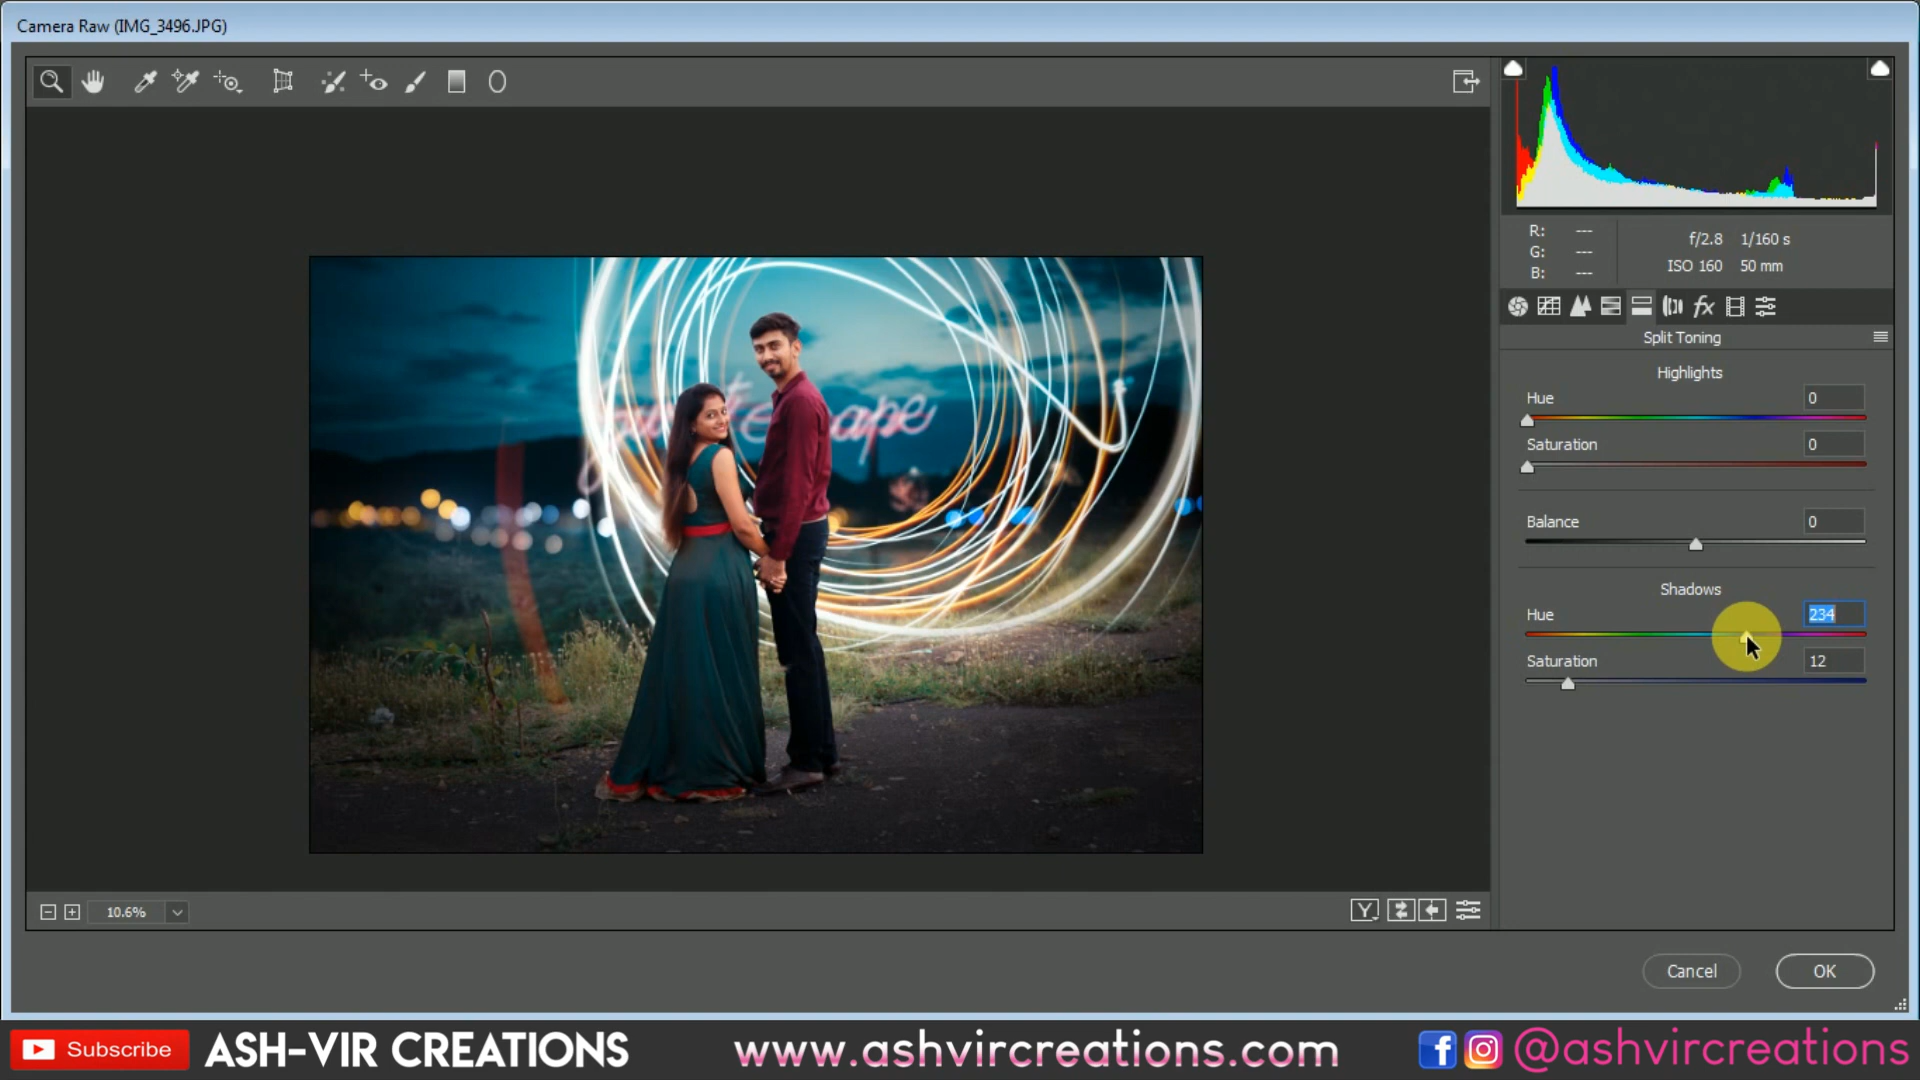 Camera Raw (IMG_3496.JPG)
R: ---
G: ---
B: ---
f/2.8 1/160 s
ISO 160 50 mm
fx
Split Toning
Highlights
Hue 0
Saturation 0
Balance 0
Shadows
Hue 234
Saturation 12
10.6%
Y
Cancel OK
Subscribe ASH-VIR CREATIONS www.ashvircreations.com @ashvircreations